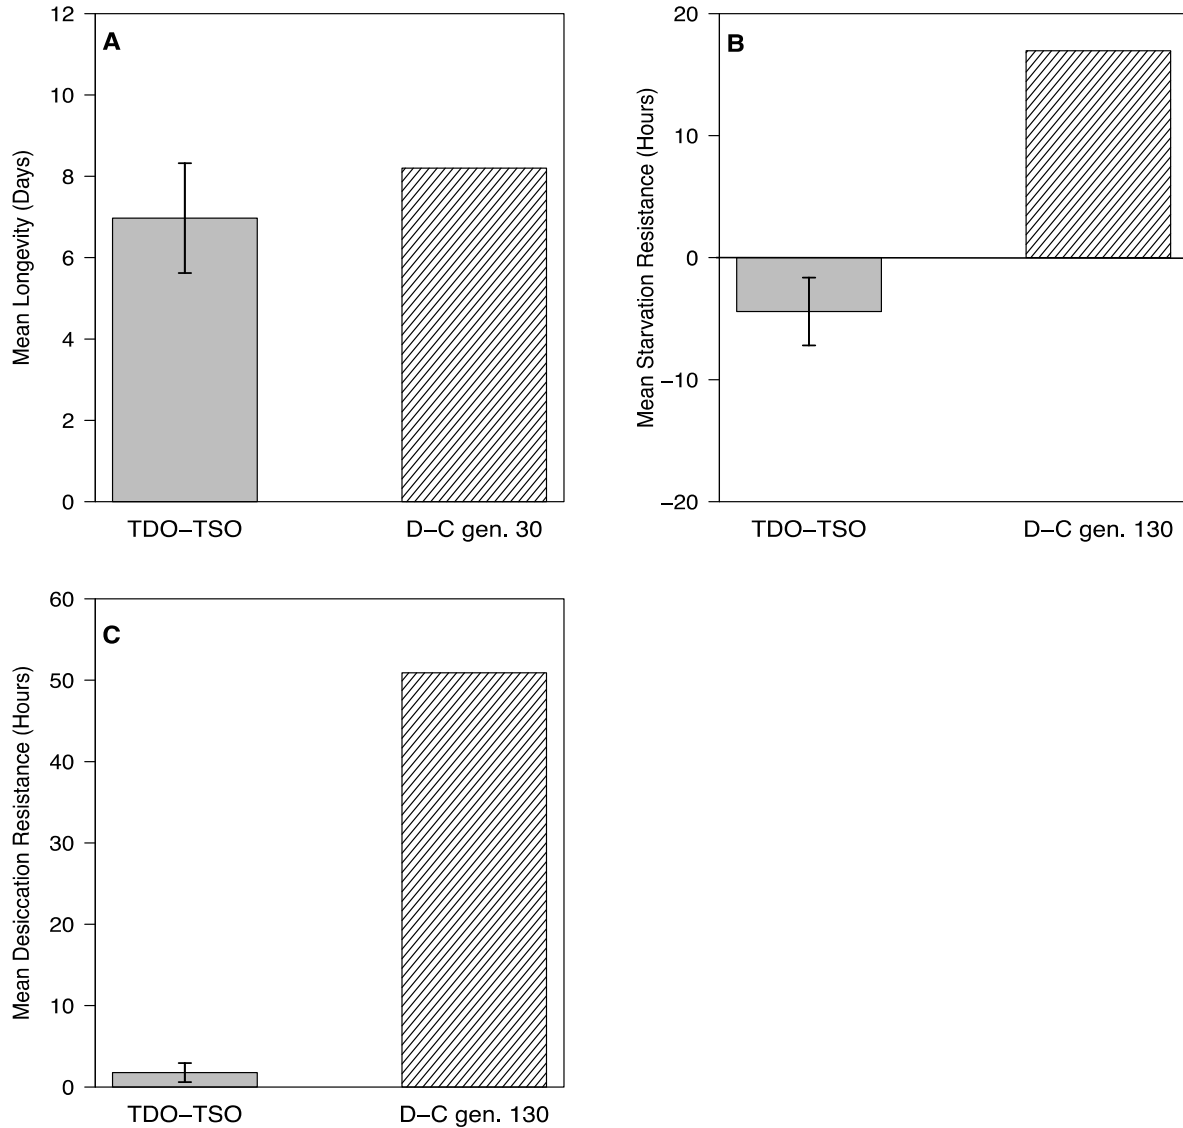 A
Mean Longevity (Days)
12
10
8
6
4
2
0
TDO–TSO
D–C gen. 30
B
Mean Starvation Resistance (Hours)
20
10
0
−10
−20
TDO–TSO
D–C gen. 130
C
Mean Desiccation Resistance (Hours)
60
50
40
30
20
10
0
TDO–TSO
D–C gen. 130